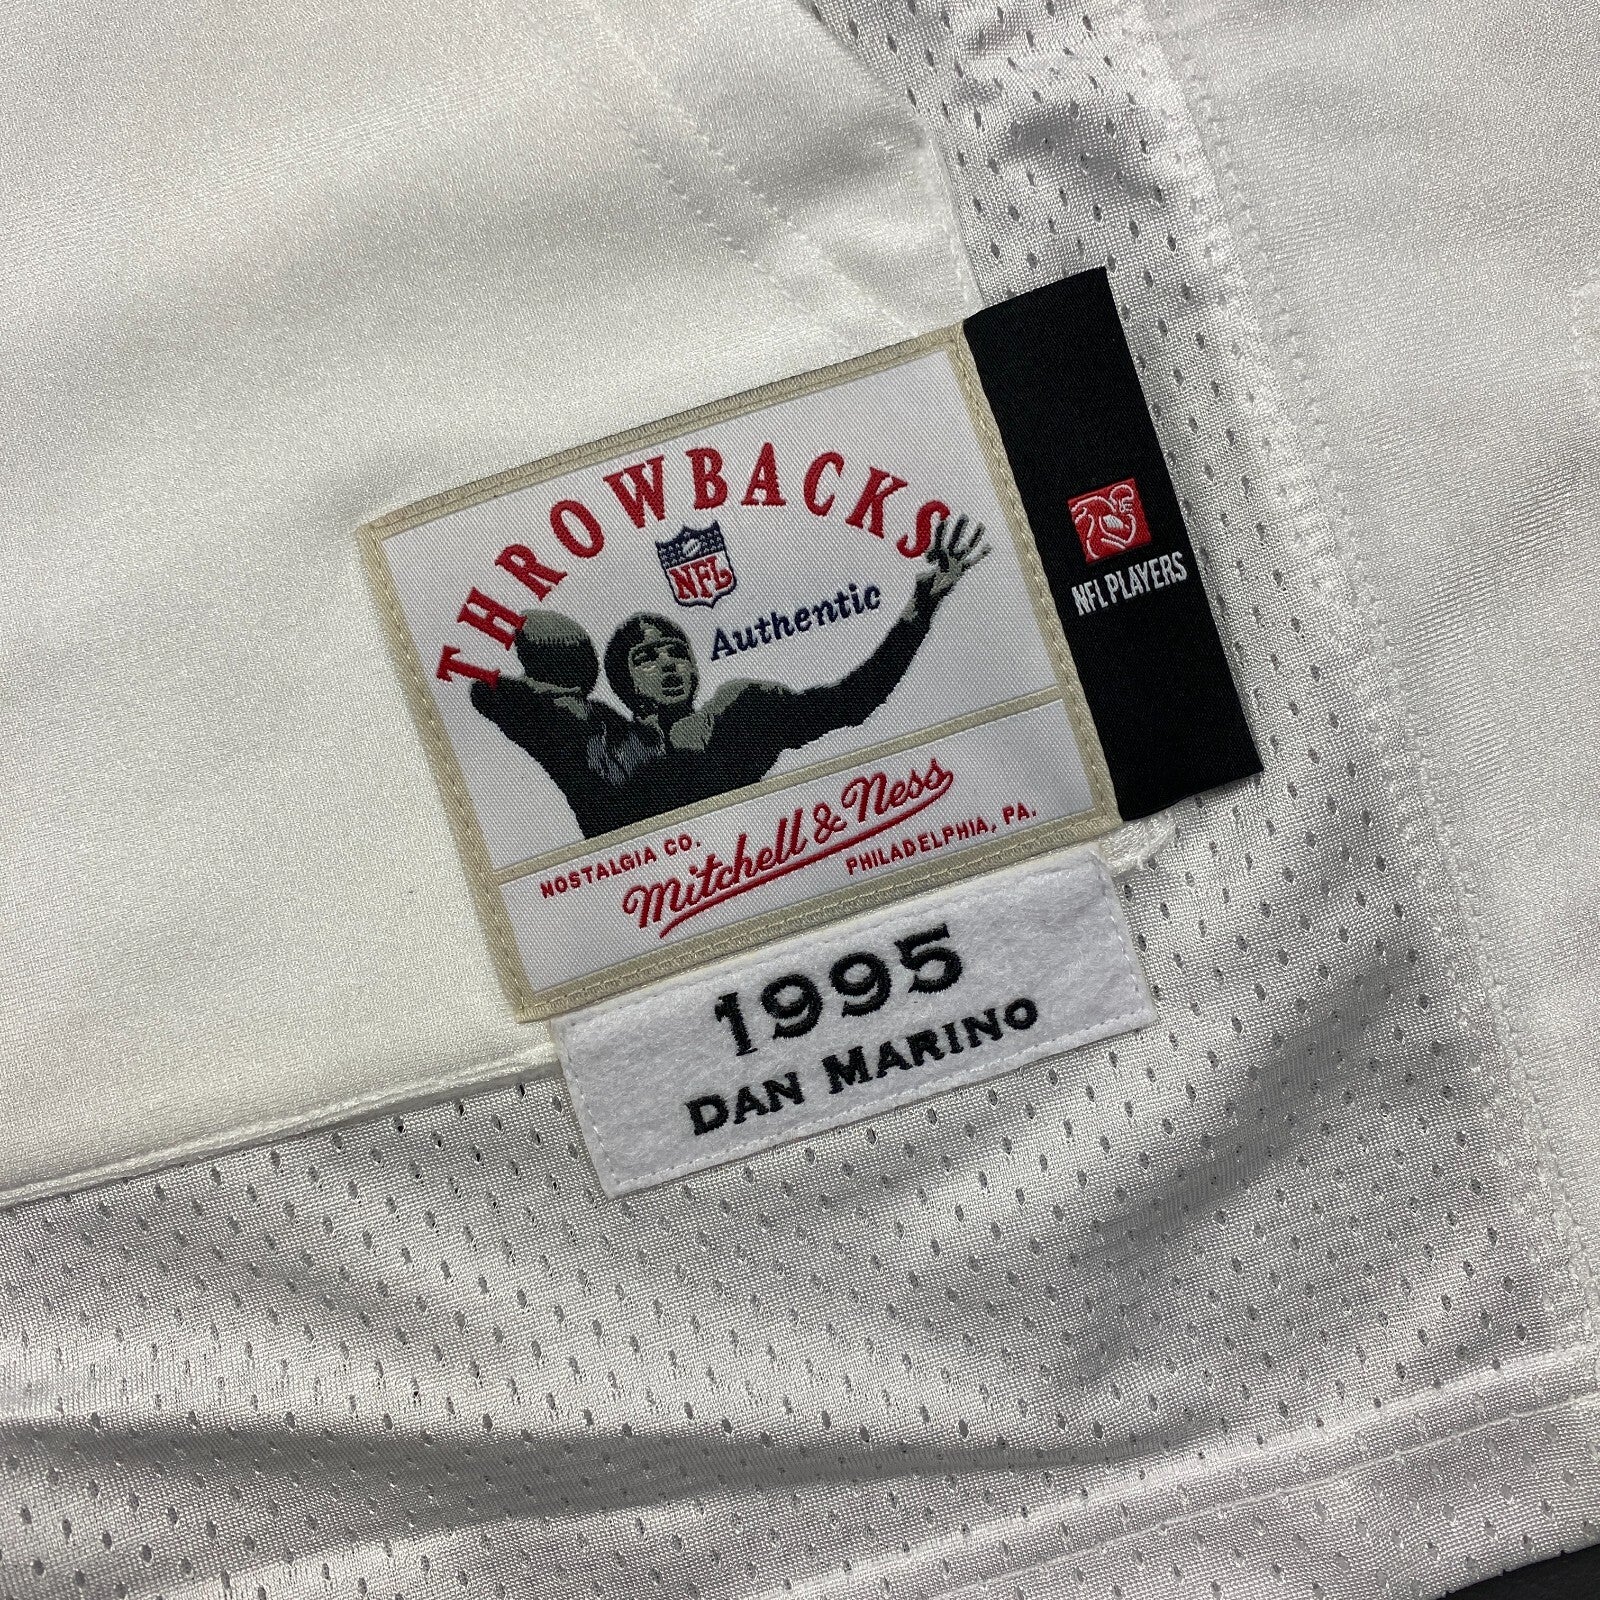 THROWBACKS
NFL
Authentic
NFL PLAYERS
NOSTALGIA CO.
Mitchell & Ness
PHILADELPHIA, PA.
1995
DAN MARINO